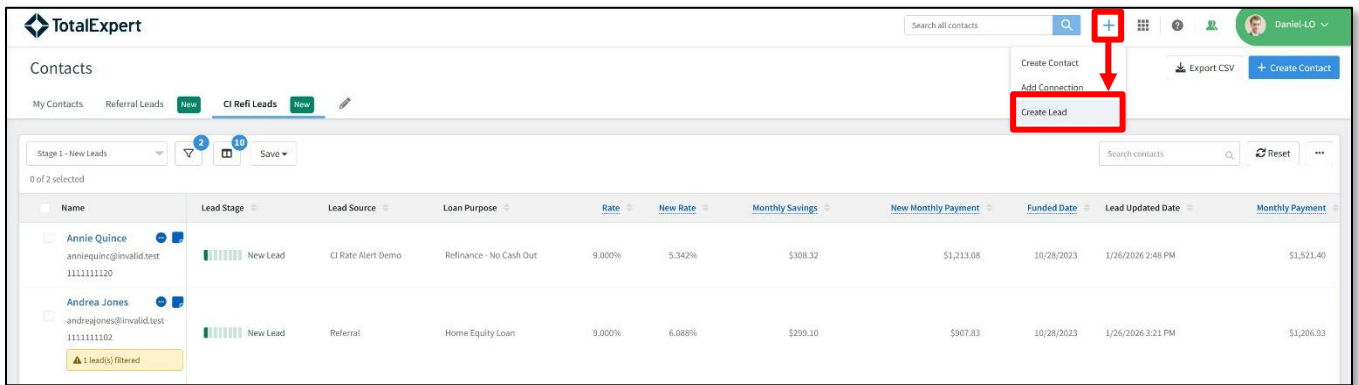 TotalExpert
Search all contacts
Daniel-LO
Contacts
Create Contact
Add Connection
Create Lead
Export CSV
+ Create Contact
My Contacts Referral Leads New CI Refi Leads New
Stage 1 - New Leads 2 10 Save Search contacts Reset
0 of 2 selected
Name Lead Stage Lead Source Loan Purpose Rate New Rate Monthly Savings New Monthly Payment Funded Date Lead Updated Date Monthly Payment
Annie Quince
anniequinc@invalid.test
1111111120
New Lead CI Rate Alert Demo Refinance - No Cash Out 9.000% 5.342% $308.32 $1,213.08 10/28/2023 1/26/2026 2:48 PM $1,521.40
Andrea Jones
andreajones@invalid.test
1111111102
1 lead(s) filtered
New Lead Referral Home Equity Loan 9.000% 6.088% $299.10 $907.83 10/28/2023 1/26/2026 3:21 PM $1,206.93